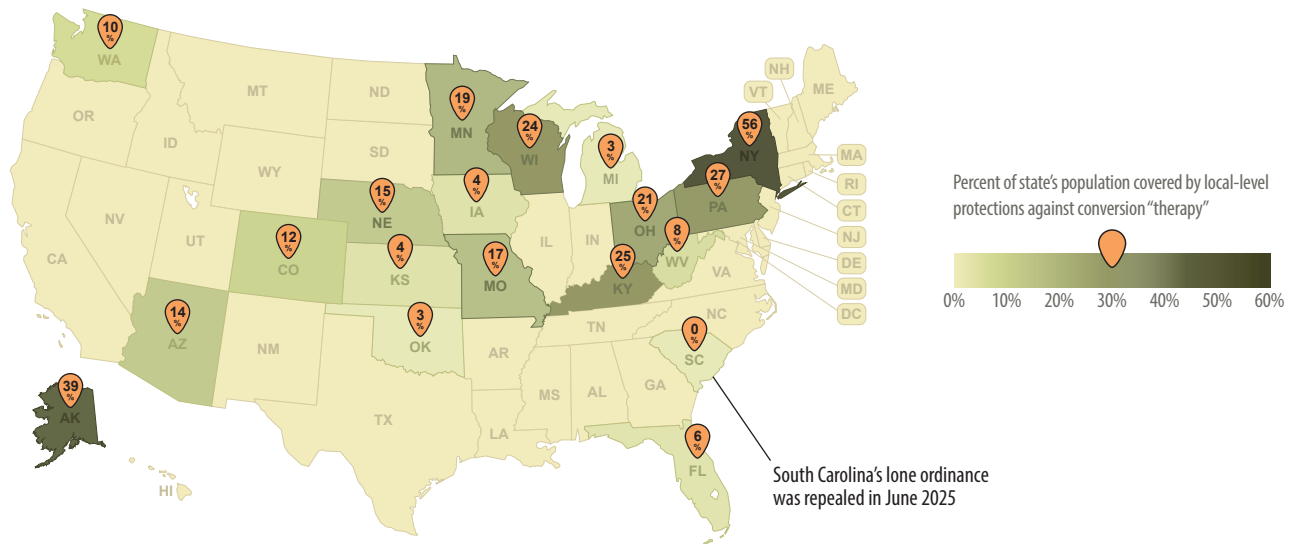 10
%
WA
OR
CA
NV
ID
MT
WY
UT
12
%
CO
14
%
AZ
NM
ND
SD
15
%
NE
4
%
KS
3
%
OK
TX
19
%
MN
4
%
IA
17
%
MO
AR
LA
24
%
WI
IL
3
%
MI
IN
21
%
OH
25
%
KY
TN
MS
AL
GA
8
%
WV
VA
NC
0
%
SC
6
%
FL
27
%
PA
56
%
NY
VT
NH
ME
MA
RI
CT
NJ
DE
MD
DC
39
%
AK
HI
South Carolina’s lone ordinance
was repealed in June 2025
Percent of state’s population covered by local-level
protections against conversion “therapy”
0% 10% 20% 30% 40% 50% 60%